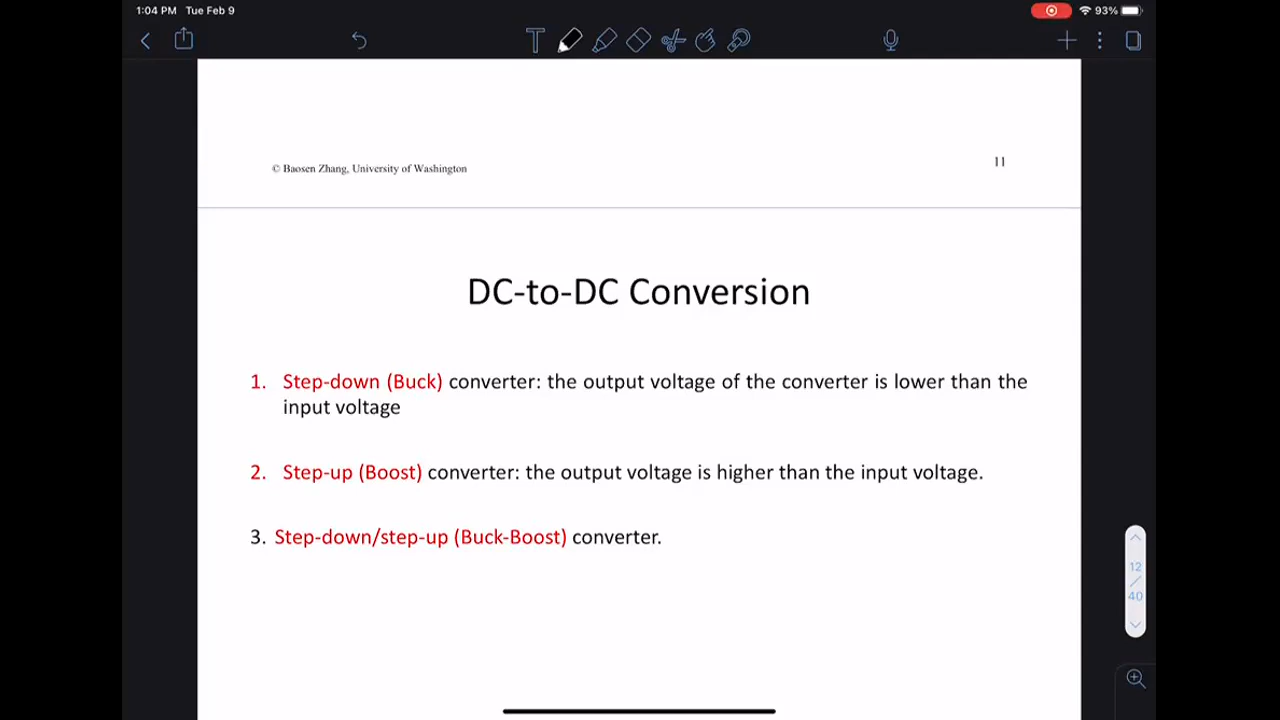 1:04 PM Tue Feb 9
93%
© Baosen Zhang, University of Washington
11
DC-to-DC Conversion
1. Step-down (Buck) converter: the output voltage of the converter is lower than the
input voltage
2. Step-up (Boost) converter: the output voltage is higher than the input voltage.
3. Step-down/step-up (Buck-Boost) converter.
12
/
40